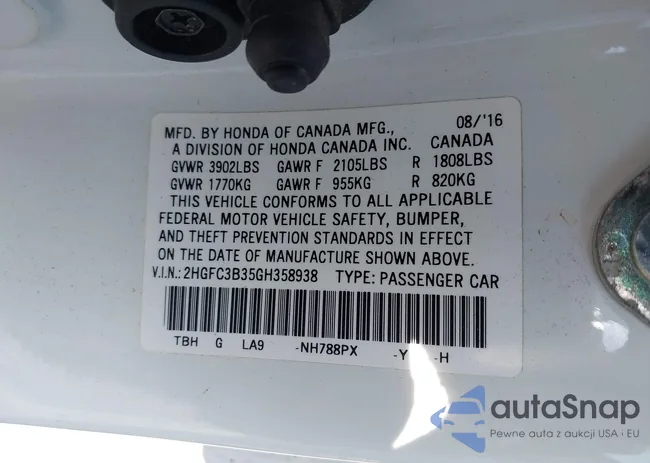 MFD. BY HONDA OF CANADA MFG., 08/'16
A DIVISION OF HONDA CANADA INC. CANADA
GVWR 3902LBS GAWR F 2105LBS R 1808LBS
GVWR 1770KG GAWR F 955KG R 820KG
THIS VEHICLE CONFORMS TO ALL APPLICABLE
FEDERAL MOTOR VEHICLE SAFETY, BUMPER,
AND THEFT PREVENTION STANDARDS IN EFFECT
ON THE DATE OF MANUFACTURE SHOWN ABOVE.
V.I.N.:2HGFC3B35GH358938 TYPE: PASSENGER CAR
TBH G LA9 -NH788PX -Y -H
autaSnap
Pewne auta z aukcji USA i EU